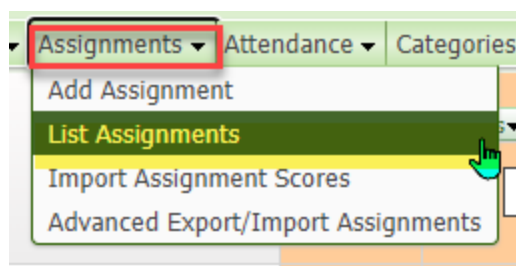 Assignments Attendance Categories
Add Assignment
List Assignments
Import Assignment Scores
Advanced Export/Import Assignments